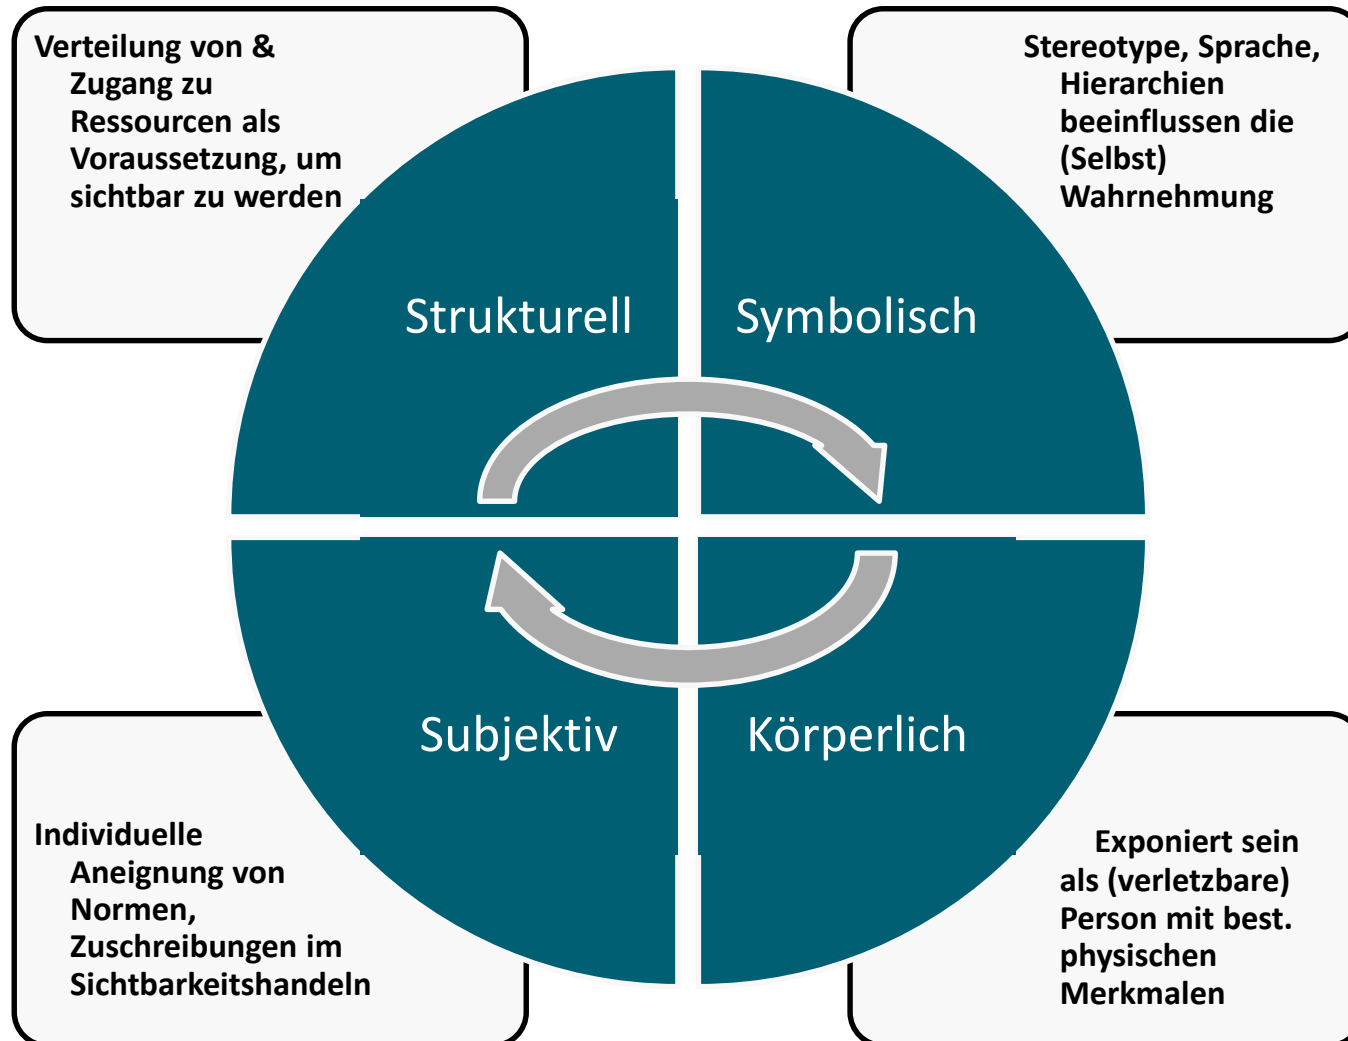 Verteilung von &
Zugang zu
Ressourcen als
Voraussetzung, um
sichtbar zu werden
Stereotype, Sprache,
Hierarchien
beeinflussen die
(Selbst)
Wahrnehmung
Strukturell
Symbolisch
Subjektiv
Körperlich
Individuelle
Aneignung von
Normen,
Zuschreibungen im
Sichtbarkeitshandeln
Exponiert sein
als (verletzbare)
Person mit best.
physischen
Merkmalen